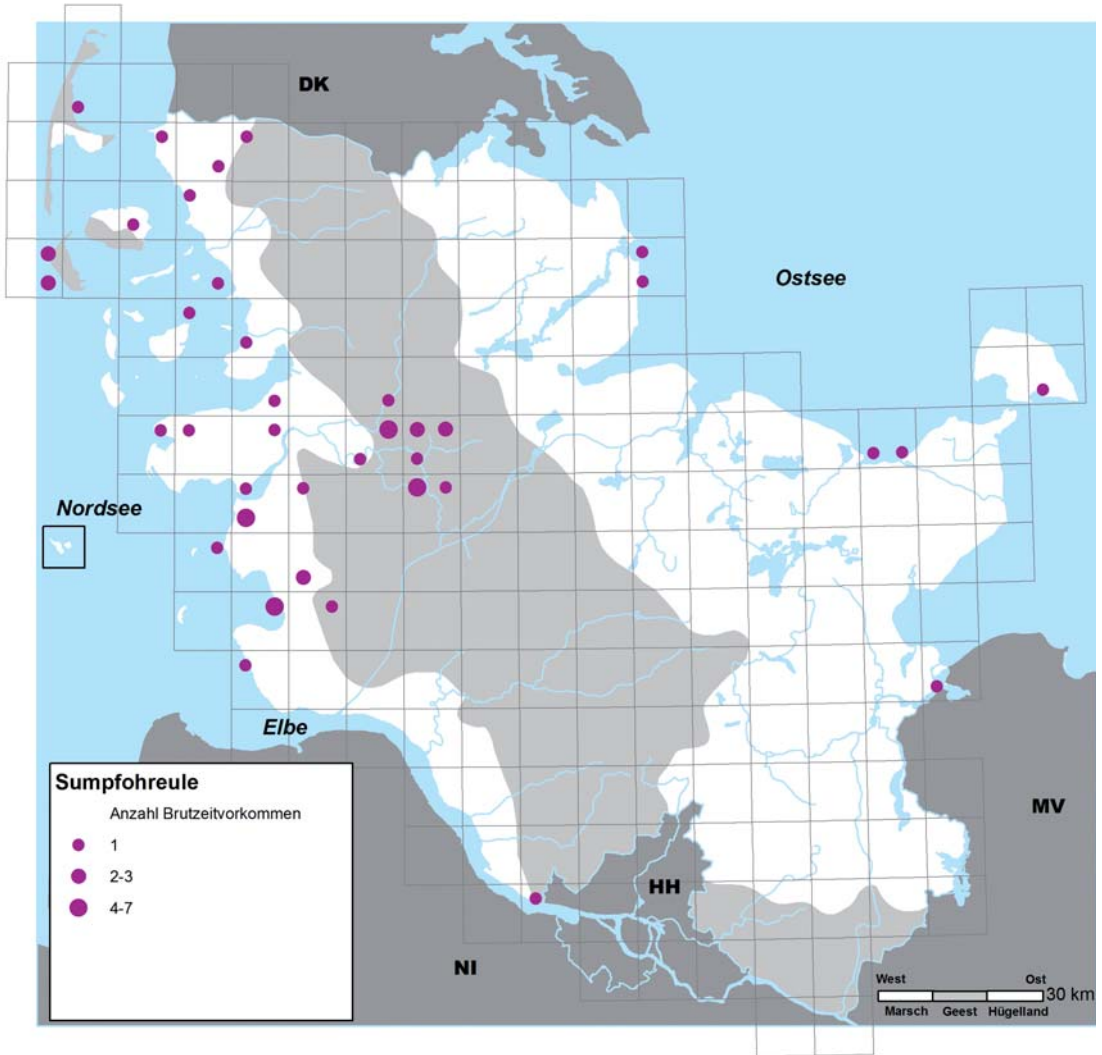 DK
Ostsee
Nordsee
Elbe
Sumpfohreule
Anzahl Brutzeitvorkommen
1
2-3
4-7
MV
HH
NI
West Ost
30 km
Marsch Geest Hügelland